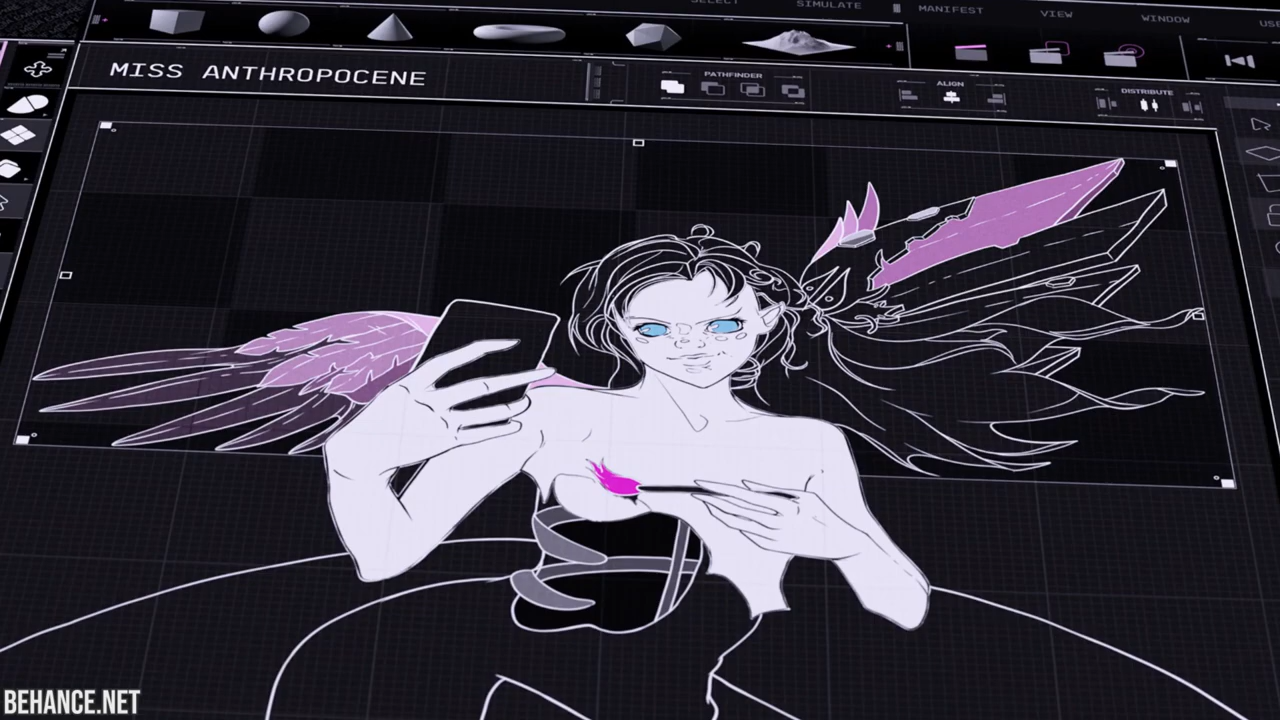 SELECT
SIMULATE
MANIFEST
VIEW
WINDOW
MISS ANTHROPOCENE
PATHFINDER
ALIGN
DISTRIBUTE
BEHANCE.NET